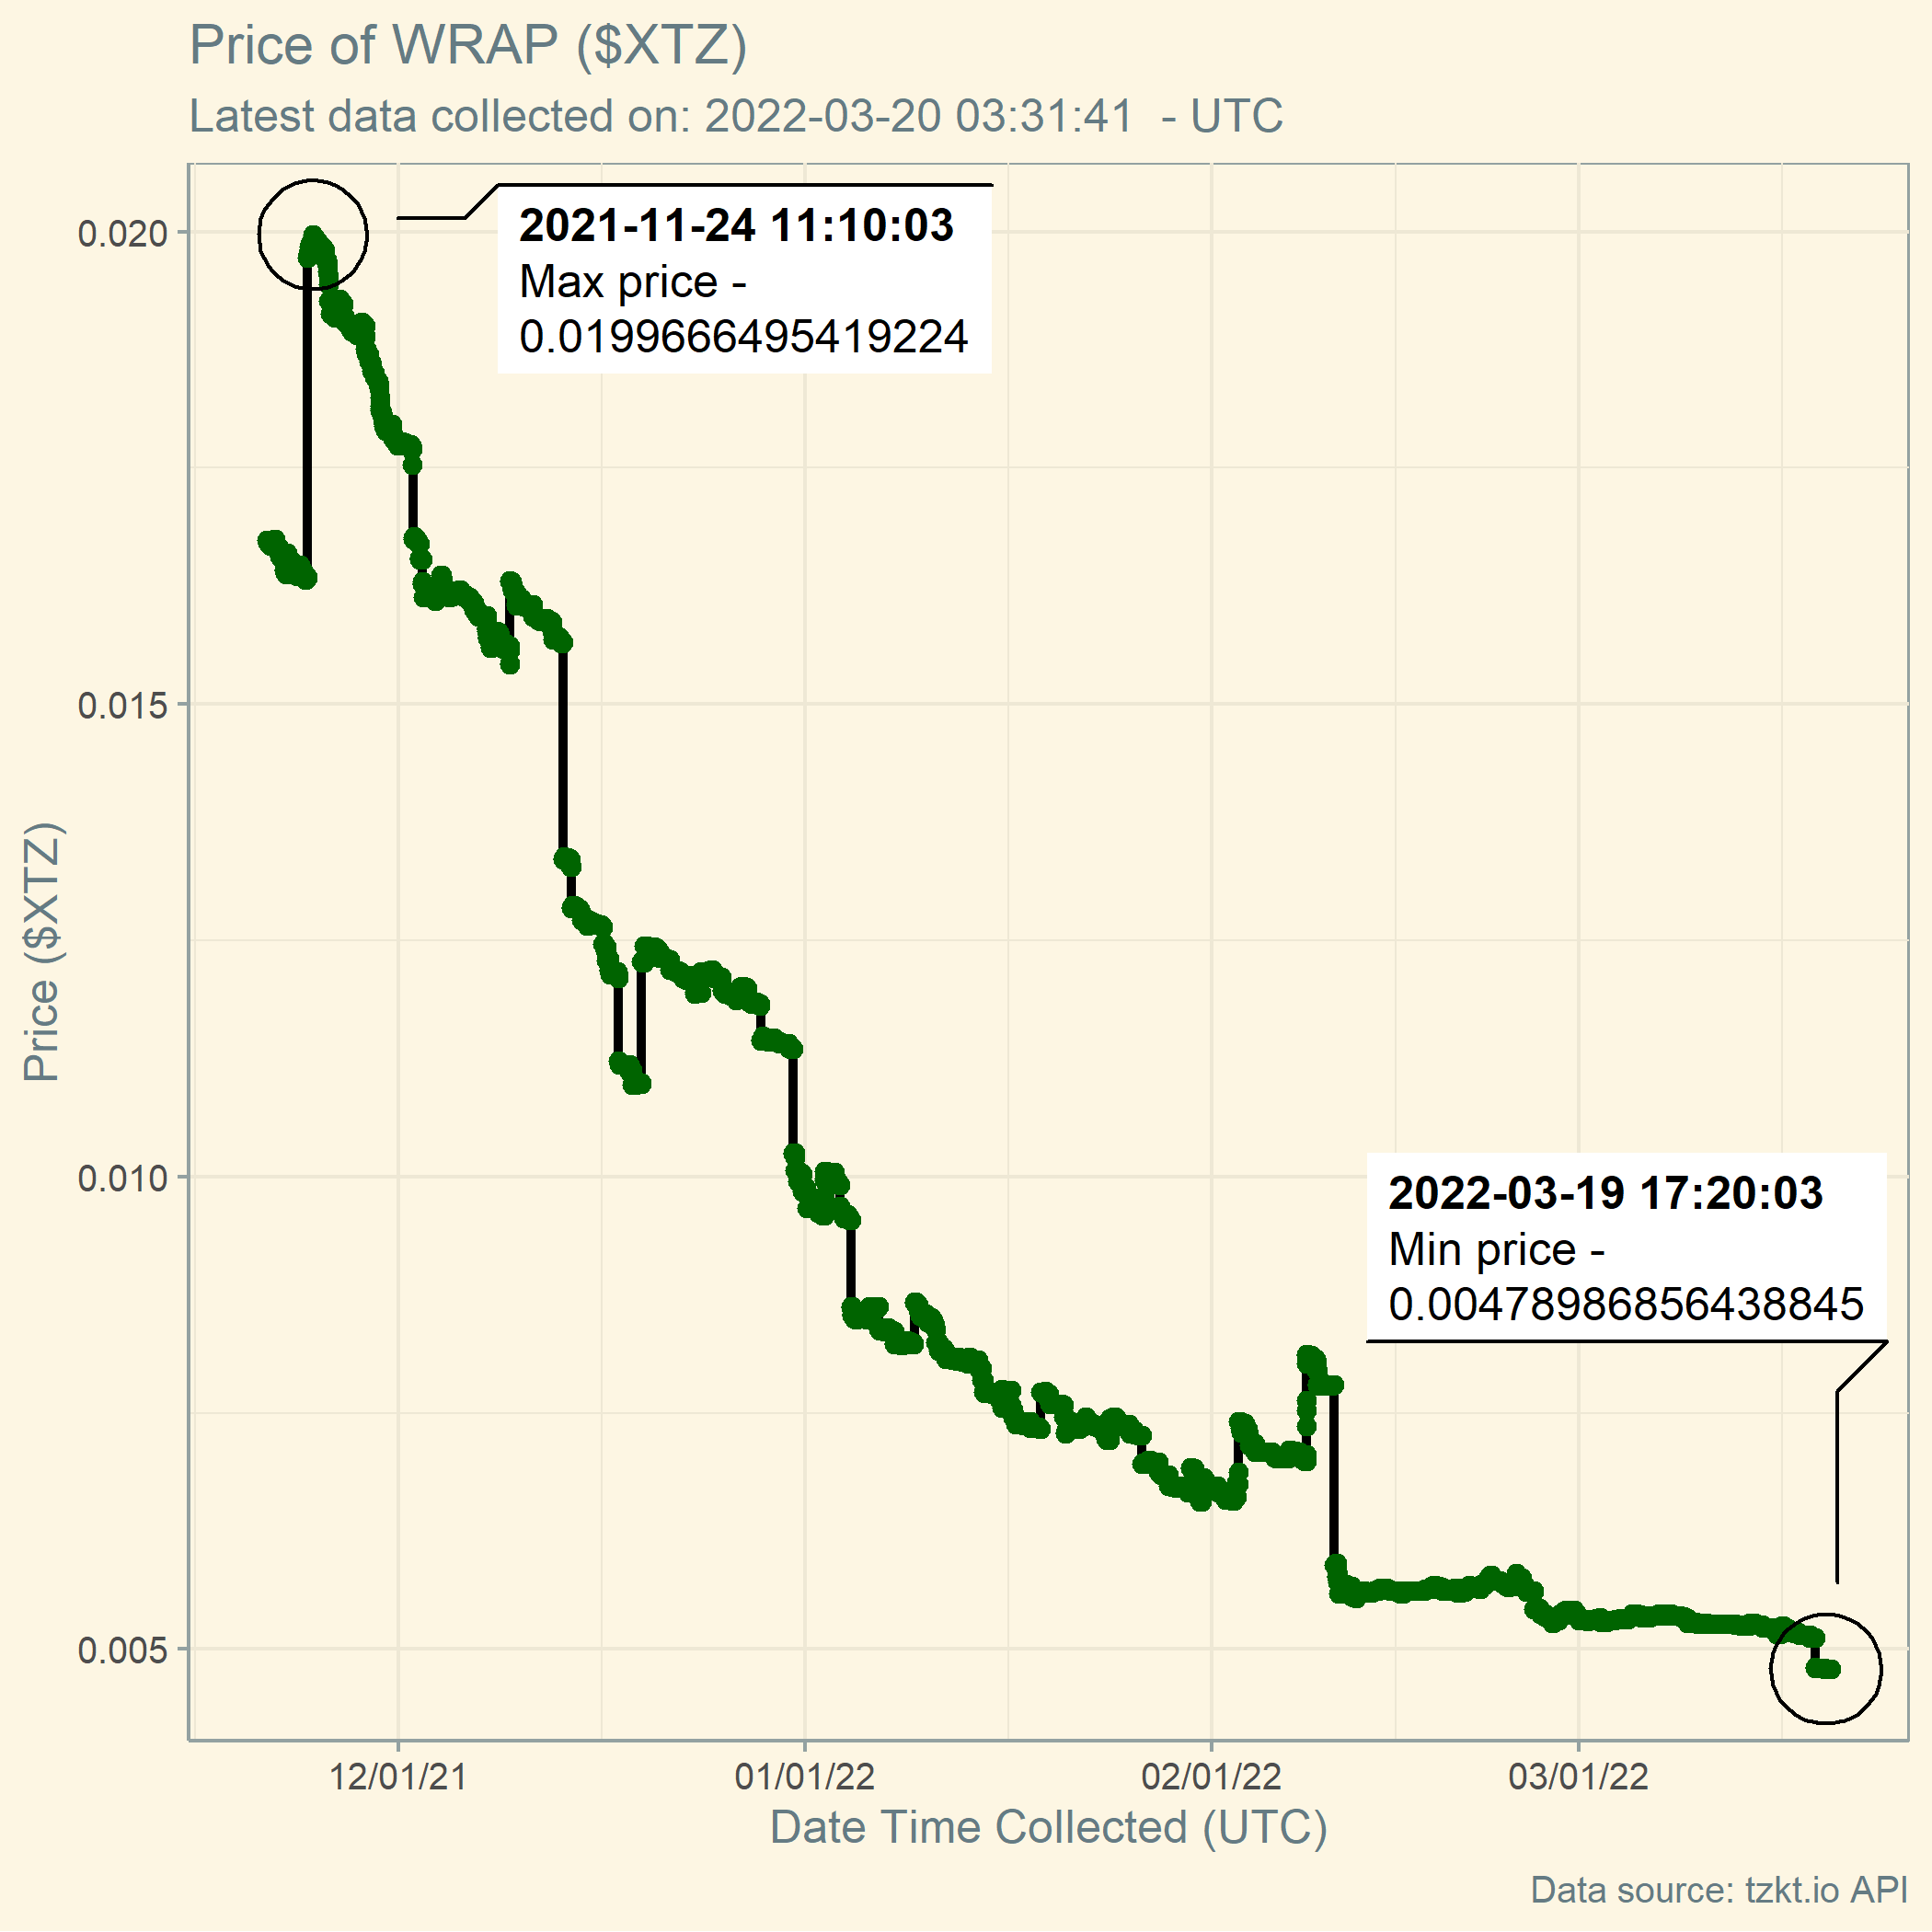 Price of WRAP ($XTZ)
Latest data collected on: 2022-03-20 03:31:41  - UTC
2021-11-24 11:10:03
Max price -
0.0199666495419224
0.020
0.015
0.010
0.005
Price ($XTZ)
2022-03-19 17:20:03
Min price -
0.00478986856438845
12/01/21
01/01/22
02/01/22
03/01/22
Date Time Collected (UTC)
Data source: tzkt.io API